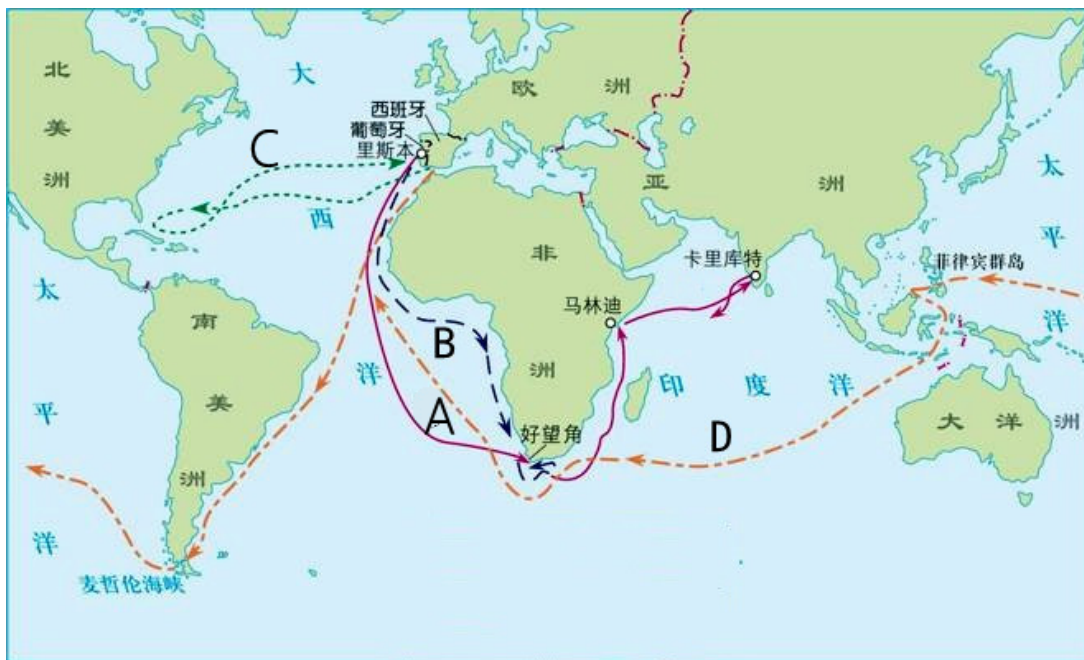 北美洲
大西洋
欧洲
亚洲
太平洋
西班牙
葡萄牙
里斯本
C
非洲
卡里库特
菲律宾群岛
马林迪
太平洋
南美洲
B
A
印度洋
好望角
D
大洋洲
麦哲伦海峡